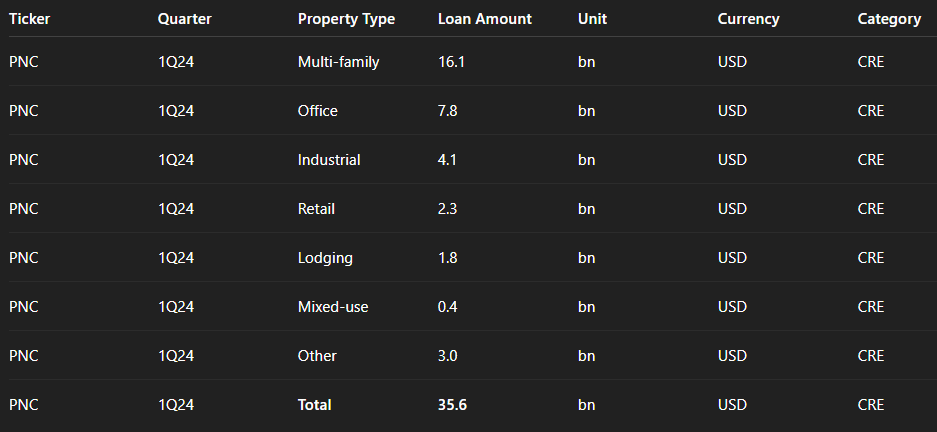 Ticker Quarter Property Type Loan Amount Unit Currency Category
PNC 1Q24 Multi-family 16.1 bn USD CRE
PNC 1Q24 Office 7.8 bn USD CRE
PNC 1Q24 Industrial 4.1 bn USD CRE
PNC 1Q24 Retail 2.3 bn USD CRE
PNC 1Q24 Lodging 1.8 bn USD CRE
PNC 1Q24 Mixed-use 0.4 bn USD CRE
PNC 1Q24 Other 3.0 bn USD CRE
PNC 1Q24 Total 35.6 bn USD CRE